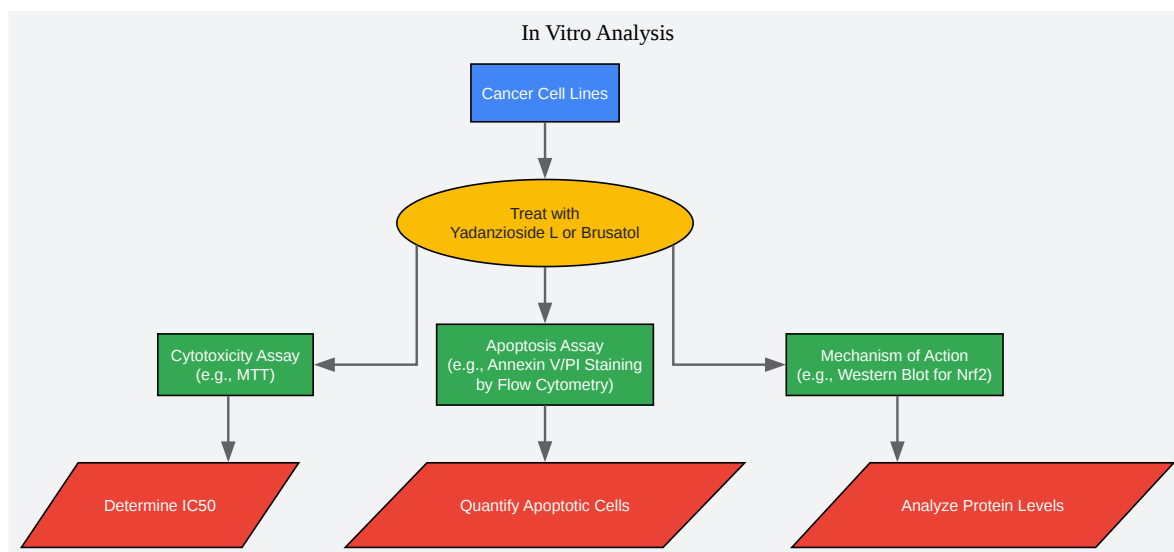 In Vitro Analysis
Cancer Cell Lines
Treat with
Yadanzioside L or Brusatol
Cytotoxicity Assay
(e.g., MTT)
Apoptosis Assay
(e.g., Annexin V/PI Staining
by Flow Cytometry)
Mechanism of Action
(e.g., Western Blot for Nrf2)
Determine IC50
Quantify Apoptotic Cells
Analyze Protein Levels